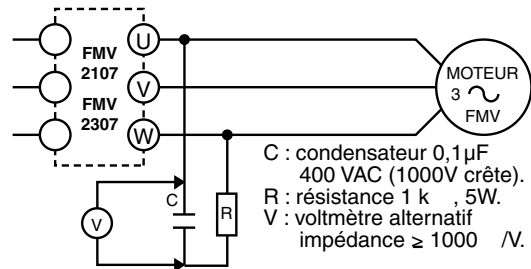 U
FMV
2107
V
FMV
2307
W
MOTEUR
3
FMV
C
V
R
C : condensateur 0,1µF
400 VAC (1000V crête).
R : résistance 1 k , 5W.
V : voltmètre alternatif
impédance ≥ 1000 /V.